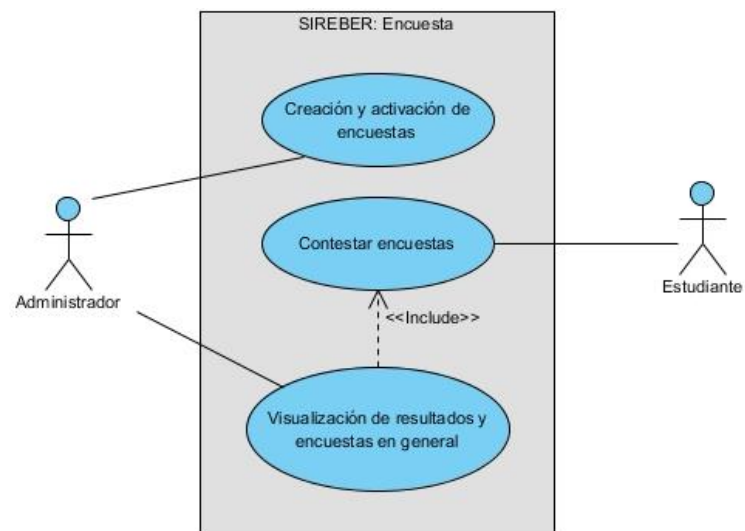 SIREBER: Encuesta
Creación y activación de
encuestas
Contestar encuestas
Administrador
Estudiante
<<Include>>
Visualización de resultados y
encuestas en general